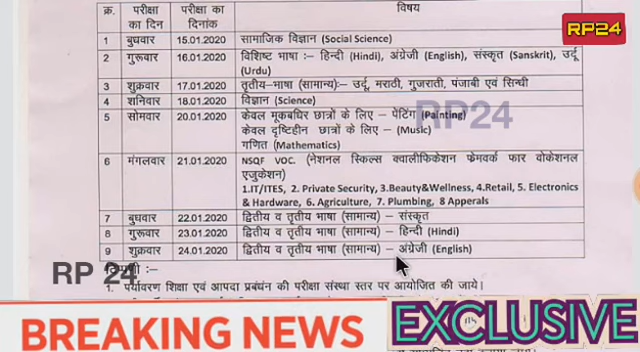 क्र. परीक्षा का दिन परीक्षा का दिनांक विषय
RP24
1 बुधवार 15.01.2020 सामाजिक विज्ञान (Social Science)
2 गुरूवार 16.01.2020 विशिष्ट भाषा :– हिन्दी (Hindi), अंग्रेजी (English), संस्कृत (Sanskrit), उर्दू
(Urdu)
3 शुक्रवार 17.01.2020 तृतीय–भाषा (सामान्य):– उर्दू, मराठी, गुजराती, पंजाबी एवं सिन्धी
4 शनिवार 18.01.2020 विज्ञान (Science)
5 सोमवार 20.01.2020 केवल मूकबधिर छात्रों के लिए – पेटिंग (Painting)
RP24
केवल दृष्टिहीन छात्रों के लिए – (Music)
गणित (Mathematics)
6 मंगलवार 21.01.2020 NSQF VOC. (नेशनल स्किल्स क्वालीफिकेशन फ्रेमवर्क फार वोकेशनल
एजुकेशन)
1.IT/ITES, 2. Private Security, 3.Beauty&Wellness, 4.Retail, 5. Electronics
& Hardware, 6. Agriculture, 7. Plumbing, 8 Apperals
7 बुधवार 22.01.2020 द्वितीय व तृतीय भाषा (सामान्य) – संस्कृत
8 गुरूवार 23.01.2020 द्वितीय व तृतीय भाषा (सामान्य) – हिन्दी (Hindi)
9 शुक्रवार 24.01.2020 द्वितीय व तृतीय भाषा (सामान्य) – अंग्रेजी (English)
RP 24
:–
1. पर्यावरण शिक्षा एवं आपदा प्रबंधन की परीक्षा संस्था स्तर पर आयोजित की जाये।
BREAKING NEWS
EXCLUSIVE